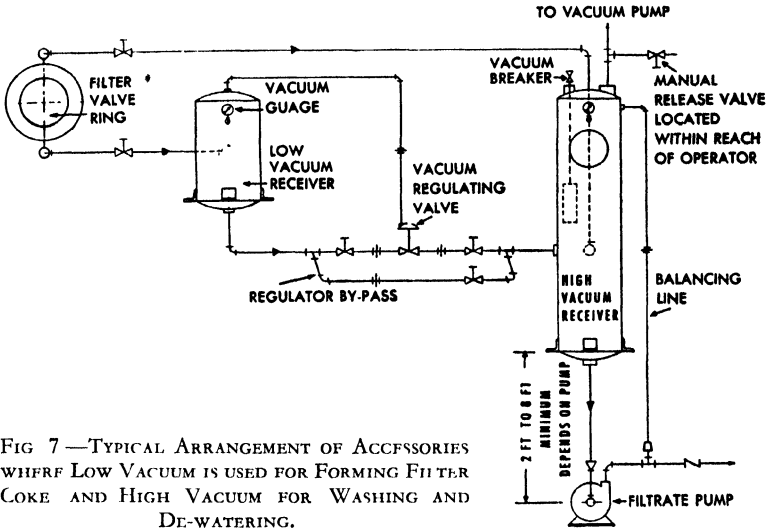 TO VACUUM PUMP
FILTER
VALVE
RING
VACUUM
GUAGE
LOW
VACUUM
RECEIVER
VACUUM
BREAKER
MANUAL
RELEASE VALVE
LOCATED
WITHIN REACH
OF OPERATOR
VACUUM
REGULATING
VALVE
REGULATOR BY-PASS
HIGH
VACUUM
RECEIVER
BALANCING
LINE
2 FT TO 8 FT
MINIMUM
DEPENDS ON PUMP
FILTRATE PUMP
FIG 7 —TYPICAL ARRANGEMENT OF ACCESSORIES
WHERE LOW VACUUM IS USED FOR FORMING FILTER
COKE AND HIGH VACUUM FOR WASHING AND
DE-WATERING.